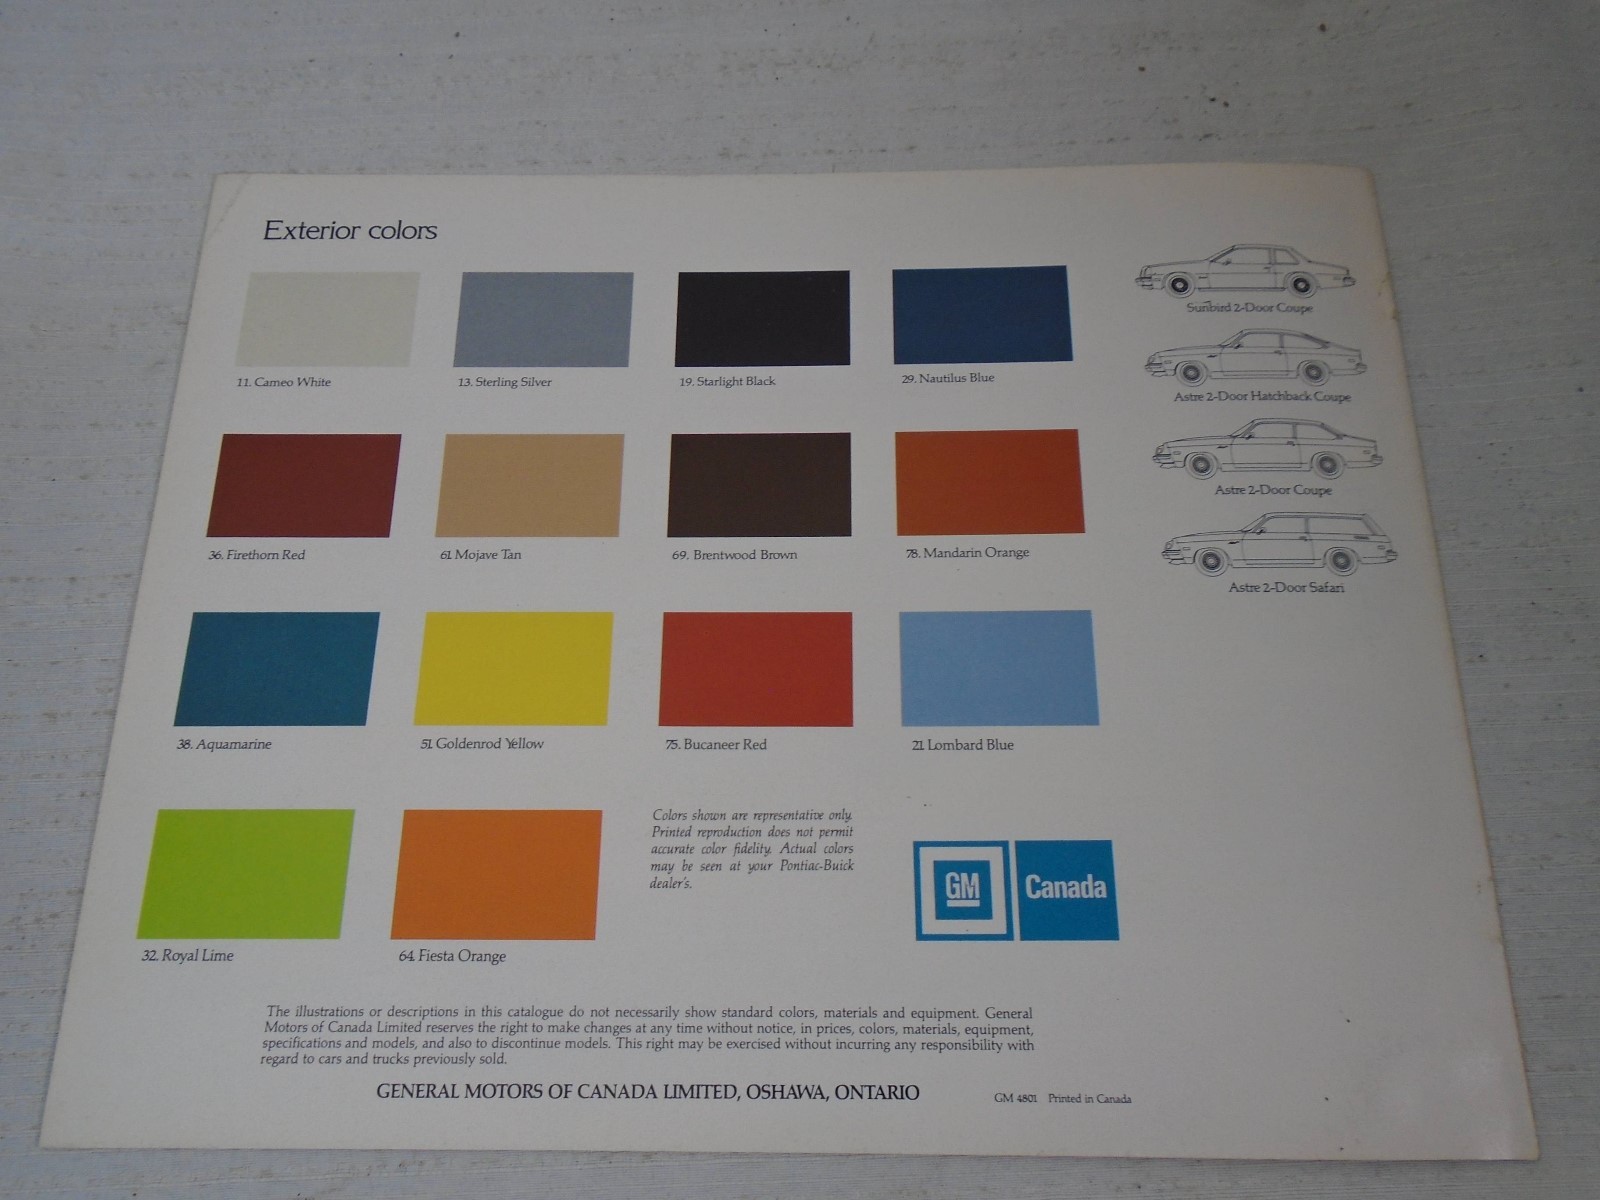 Exterior colors
11. Cameo White
13. Sterling Silver
19. Starlight Black
29. Nautilus Blue
Sunbird 2-Door Coupe
Astre 2-Door Hatchback Coupe
Astre 2-Door Coupe
Astre 2-Door Safari
36. Firethorn Red
61. Mojave Tan
69. Brentwood Brown
78. Mandarin Orange
38. Aquamarine
51. Goldenrod Yellow
75. Bucaneer Red
21. Lombard Blue
32. Royal Lime
64. Fiesta Orange
Colors shown are representative only.
Printed reproduction does not permit
accurate color fidelity. Actual colors
may be seen at your Pontiac-Buick
dealer's.
GM Canada
The illustrations or descriptions in this catalogue do not necessarily show standard colors, materials and equipment. General
Motors of Canada Limited reserves the right to make changes at any time without notice, in prices, colors, materials, equipment,
specifications and models, and also to discontinue models. This right may be exercised without incurring any responsibility with
regard to cars and trucks previously sold.
GENERAL MOTORS OF CANADA LIMITED, OSHAWA, ONTARIO
GM 4801 Printed in Canada